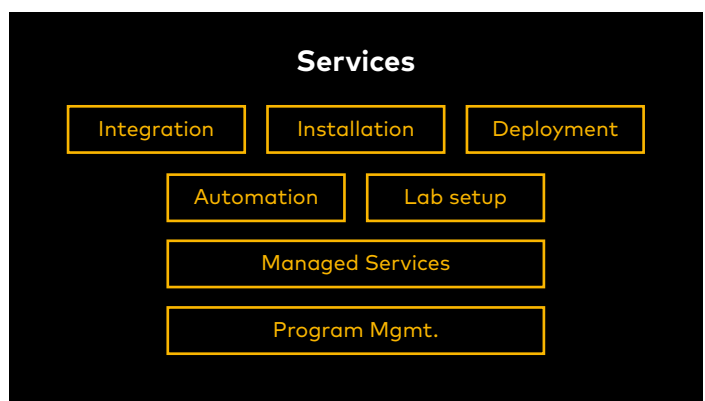 Services
Integration Installation Deployment
Automation Lab setup
Managed Services
Program Mgmt.